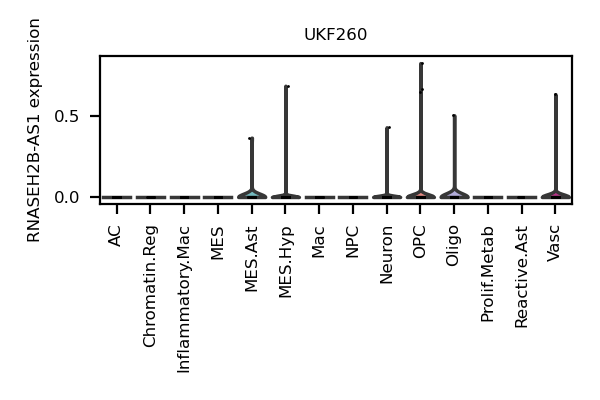 UKF260
RNASEH2B-AS1 expression
0.5
0.0
AC
Chromatin.Reg
Inflammatory.Mac
MES
MES.Ast
MES.Hyp
Mac
NPC
Neuron
OPC
Oligo
Prolif.Metab
Reactive.Ast
Vasc